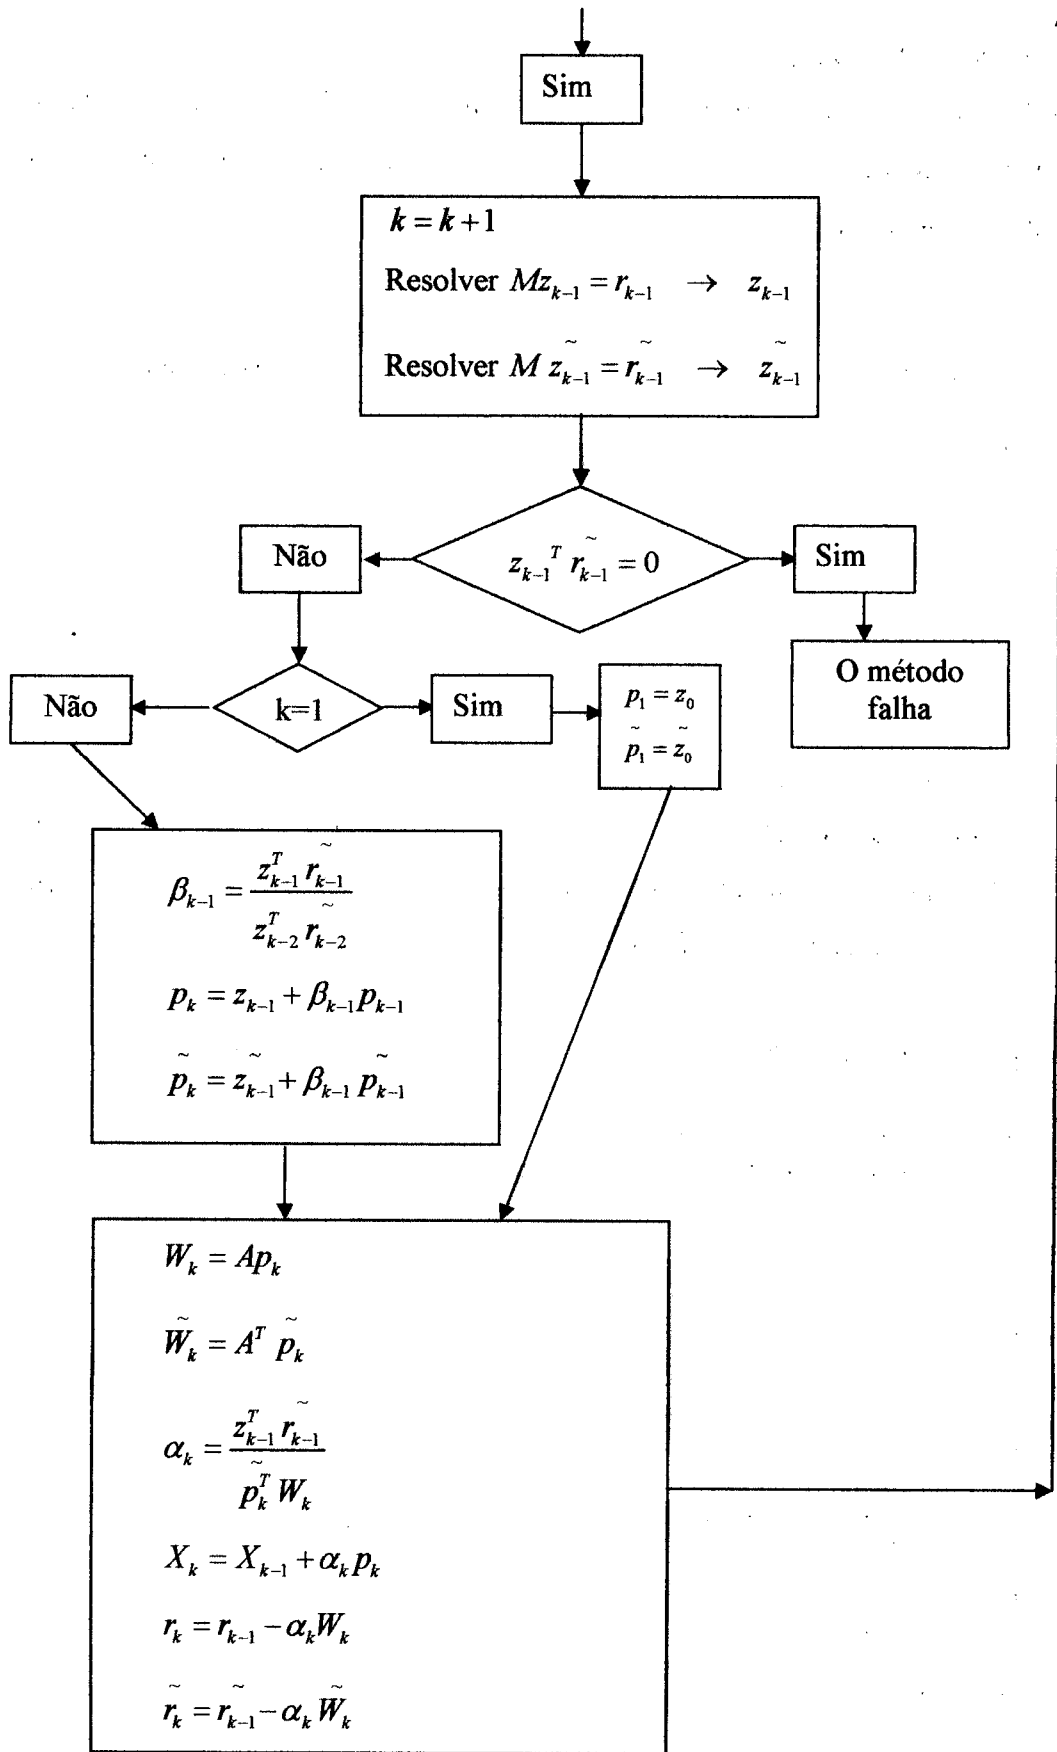 Sim
k = k + 1
Resolver Mz_{k-1} = r_{k-1} → z_{k-1}
Resolver M z̃_{k-1} = r̃_{k-1} → z̃_{k-1}
z_{k-1}^T r̃_{k-1} = 0
Não
Sim
O método
falha
k=1
Não
Sim
p_1 = z_0
p̃_1 = z̃_0
β_{k-1} = \frac{z_{k-1}^T r̃_{k-1}}{z_{k-2}^T r̃_{k-2}}
p_k = z_{k-1} + β_{k-1} p_{k-1}
p̃_k = z̃_{k-1} + β_{k-1} p̃_{k-1}
W_k = Ap_k
W̃_k = A^T p̃_k
α_k = \frac{z_{k-1}^T r̃_{k-1}}{p̃_k^T W_k}
X_k = X_{k-1} + α_k p_k
r_k = r_{k-1} − α_k W_k
r̃_k = r̃_{k-1} − α_k W̃_k